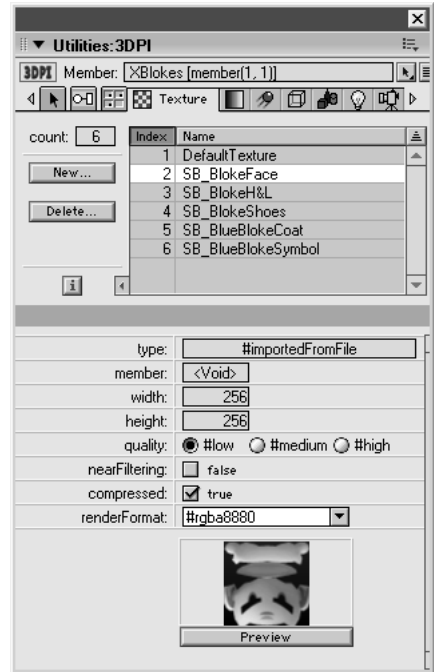 Utilities:3DPI
3DPI Member: XBlokes [member(1, 1)]
Texture
count: 6
Index Name
1 DefaultTexture
New...
2 SB_BlokeFace
3 SB_BlokeH&L
Delete...
4 SB_BlokeShoes
5 SB_BlueBlokeCoat
6 SB_BlueBlokeSymbol
i
type: #importedFromFile
member: <Void>
width: 256
height: 256
quality: #low #medium #high
nearFiltering: false
compressed: true
renderFormat: #rgba8880
Preview